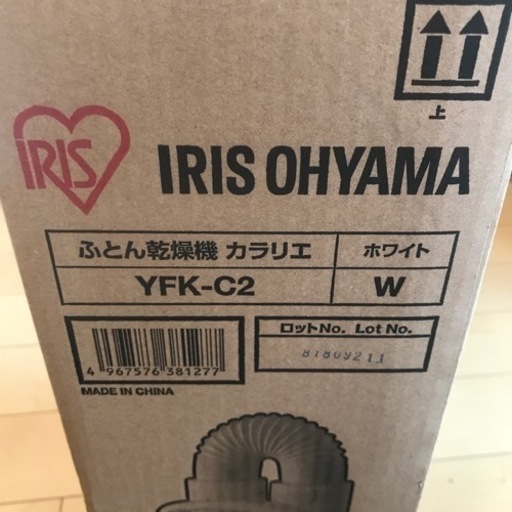 上
IRIS
IRIS OHYAMA
ふとん乾燥機 カラリエ
ホワイト
YFK-C2
W
4 967576 381277
ロットNo. Lot No.
81809211
MADE IN CHINA